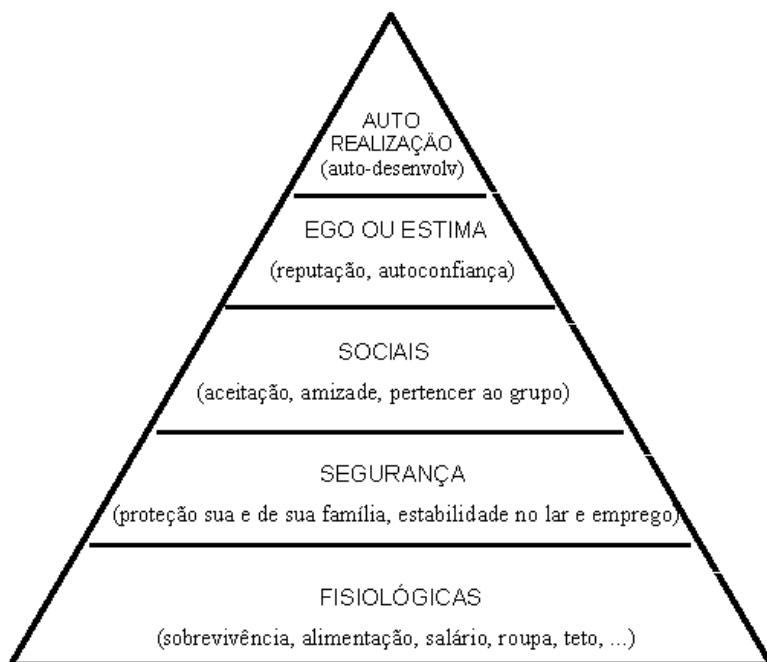 AUTO
REALIZAÇÃO
(auto-desenvolv)
EGO OU ESTIMA
(reputação, autoconfiança)
SOCIAIS
(aceitação, amizade, pertencer ao grupo)
SEGURANÇA
(proteção sua e de sua família, estabilidade no lar e emprego)
FISIOLÓGICAS
(sobrevivência, alimentação, salário, roupa, teto, ...)